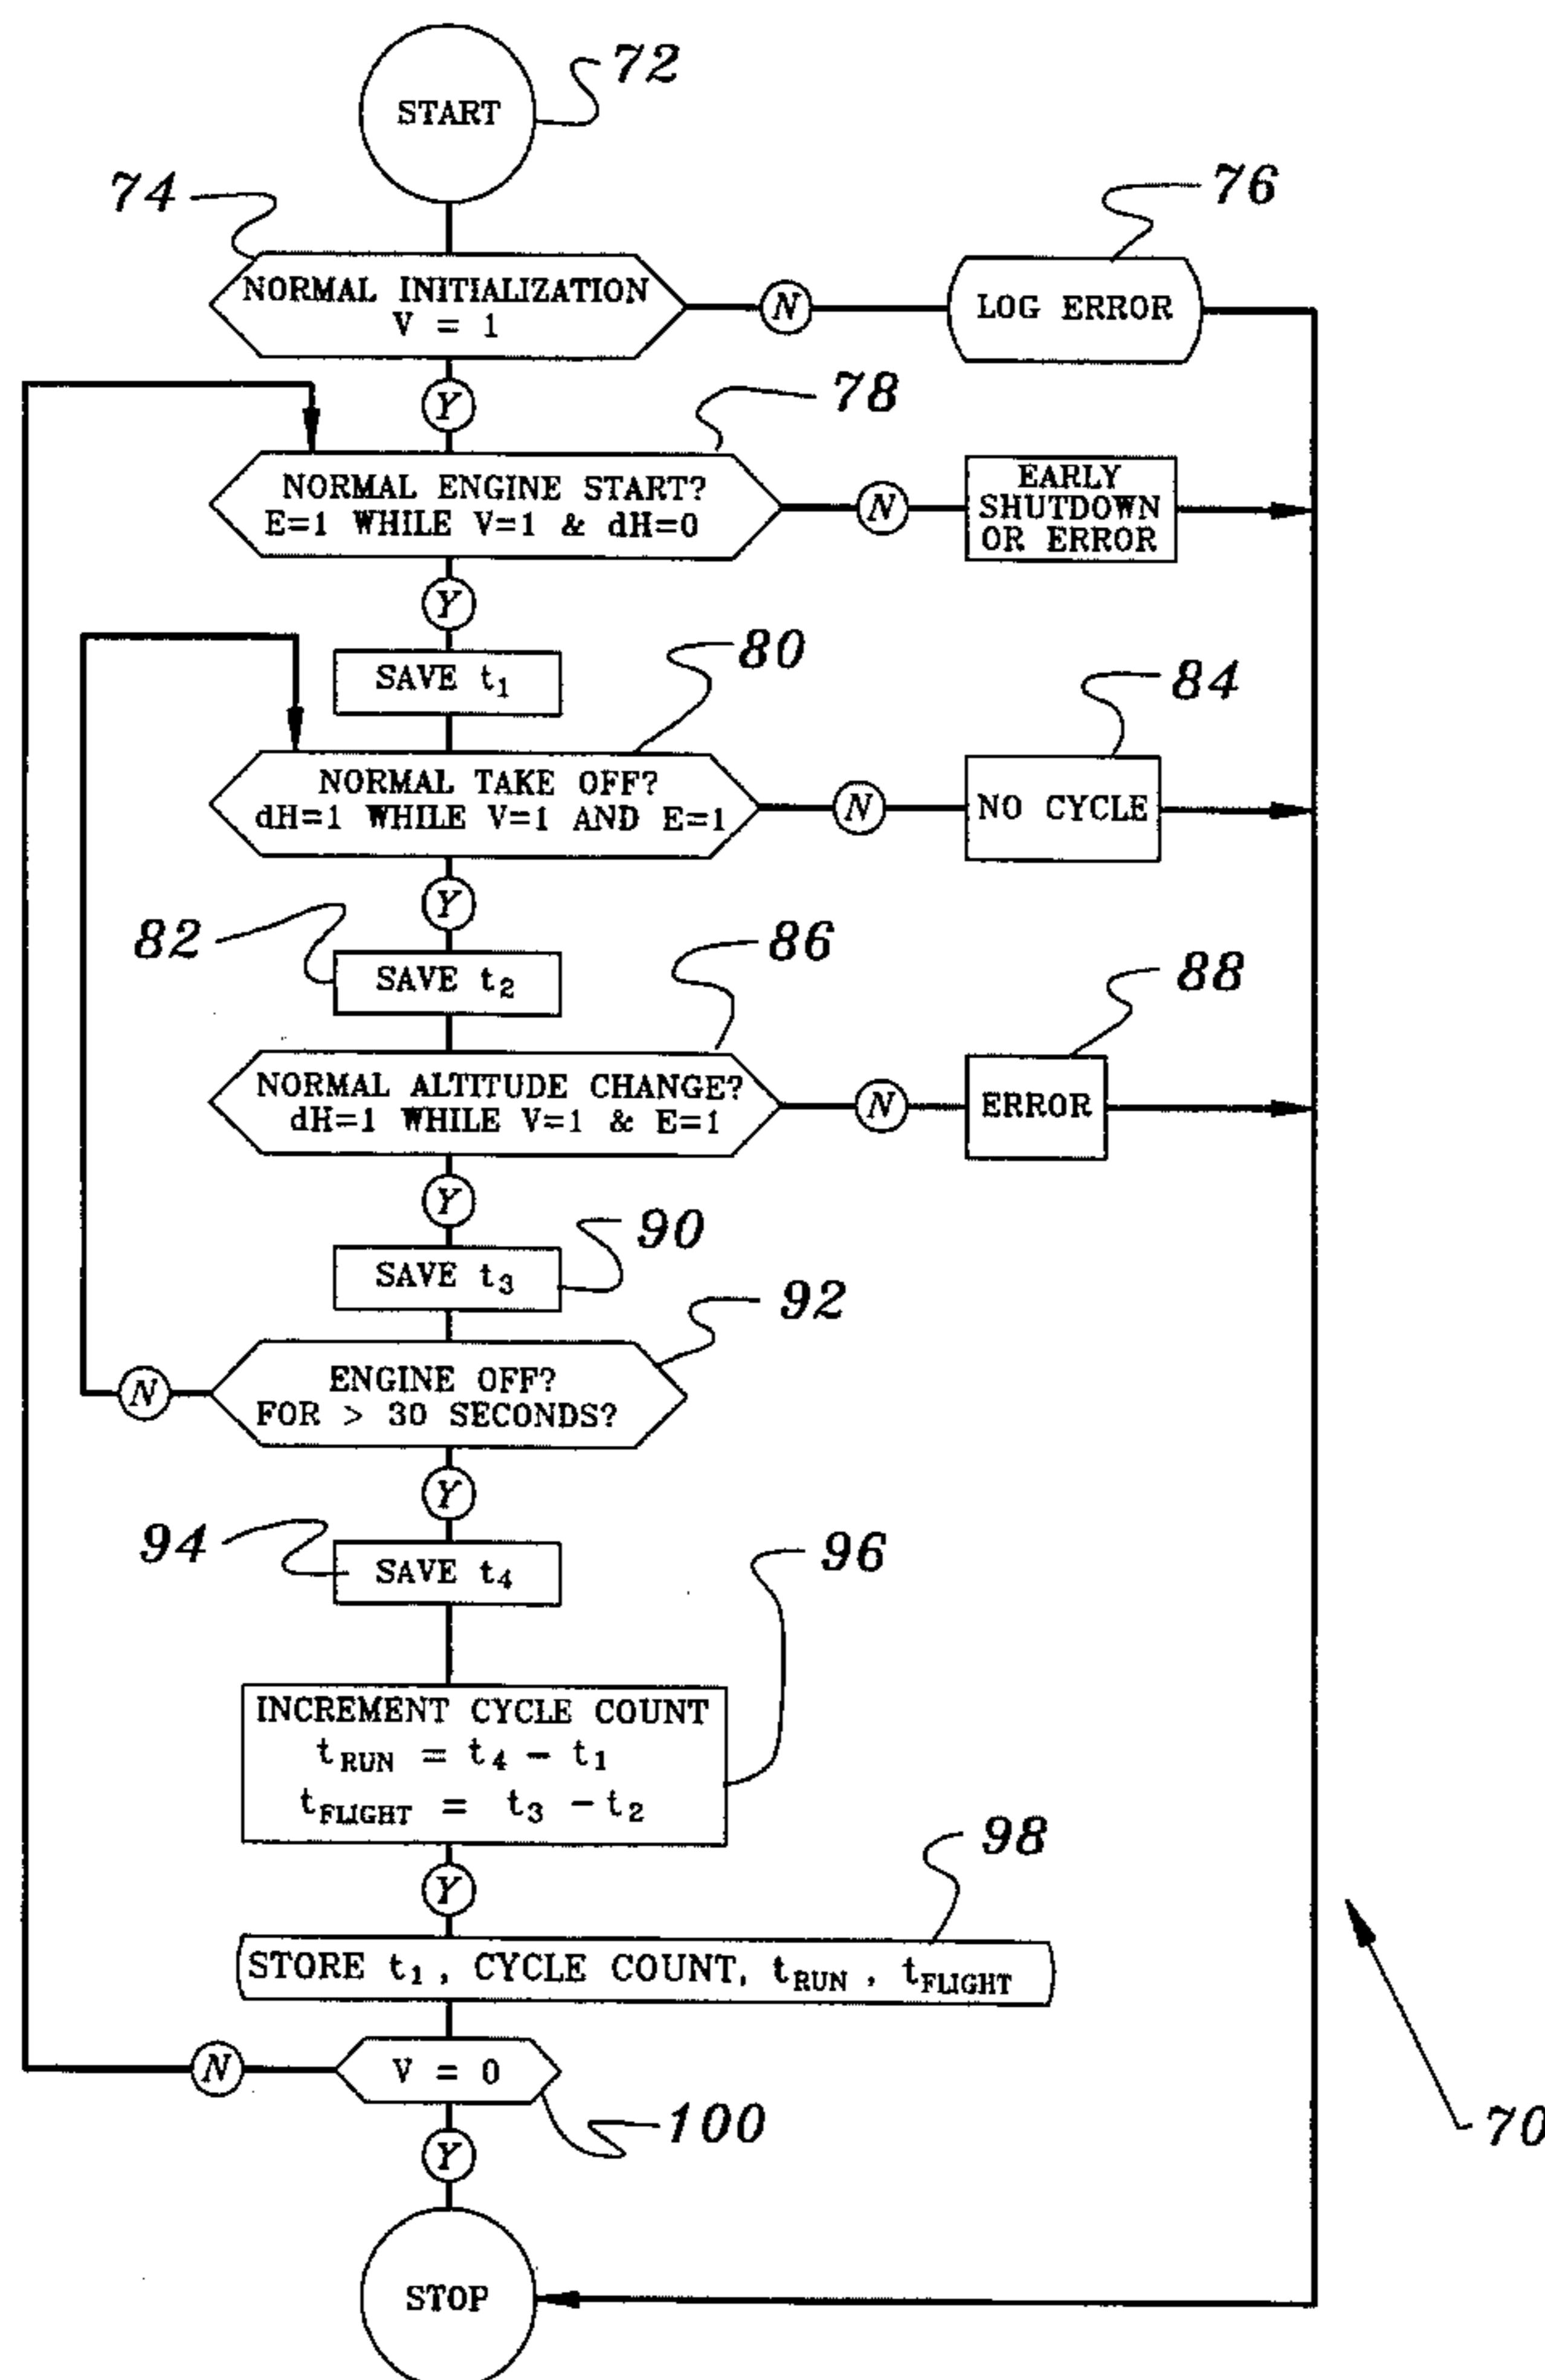 START
72
74
76
NORMAL INITIALIZATION
V = 1
N
LOG ERROR
Y
78
NORMAL ENGINE START?
E=1 WHILE V=1 & dH=0
N
EARLY
SHUTDOWN
OR ERROR
Y
SAVE t₁
80
84
NORMAL TAKE OFF?
dH=1 WHILE V=1 AND E=1
N
NO CYCLE
Y
82
SAVE t₂
86
88
NORMAL ALTITUDE CHANGE?
dH=1 WHILE V=1 & E=1
N
ERROR
Y
SAVE t₃
90
92
N
ENGINE OFF?
FOR > 30 SECONDS?
Y
94
SAVE t₄
96
INCREMENT CYCLE COUNT
t RUN = t₄ - t₁
t FLIGHT = t₃ - t₂
Y
98
STORE t₁, CYCLE COUNT, t RUN, t FLIGHT
N
V = 0
100
Y
70
STOP